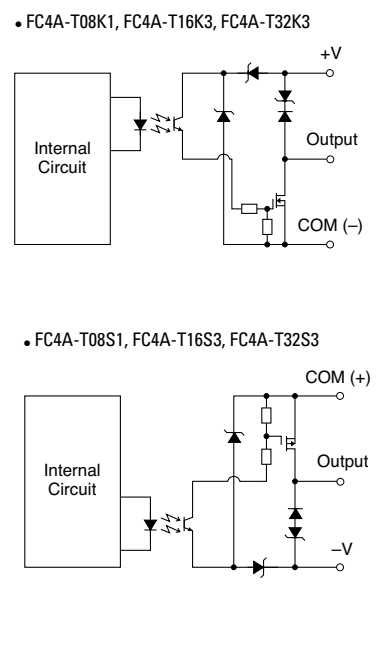 • FC4A-T08K1, FC4A-T16K3, FC4A-T32K3
+V
Internal
Circuit
Output
COM (–)
• FC4A-T08S1, FC4A-T16S3, FC4A-T32S3
COM (+)
Internal
Circuit
Output
–V